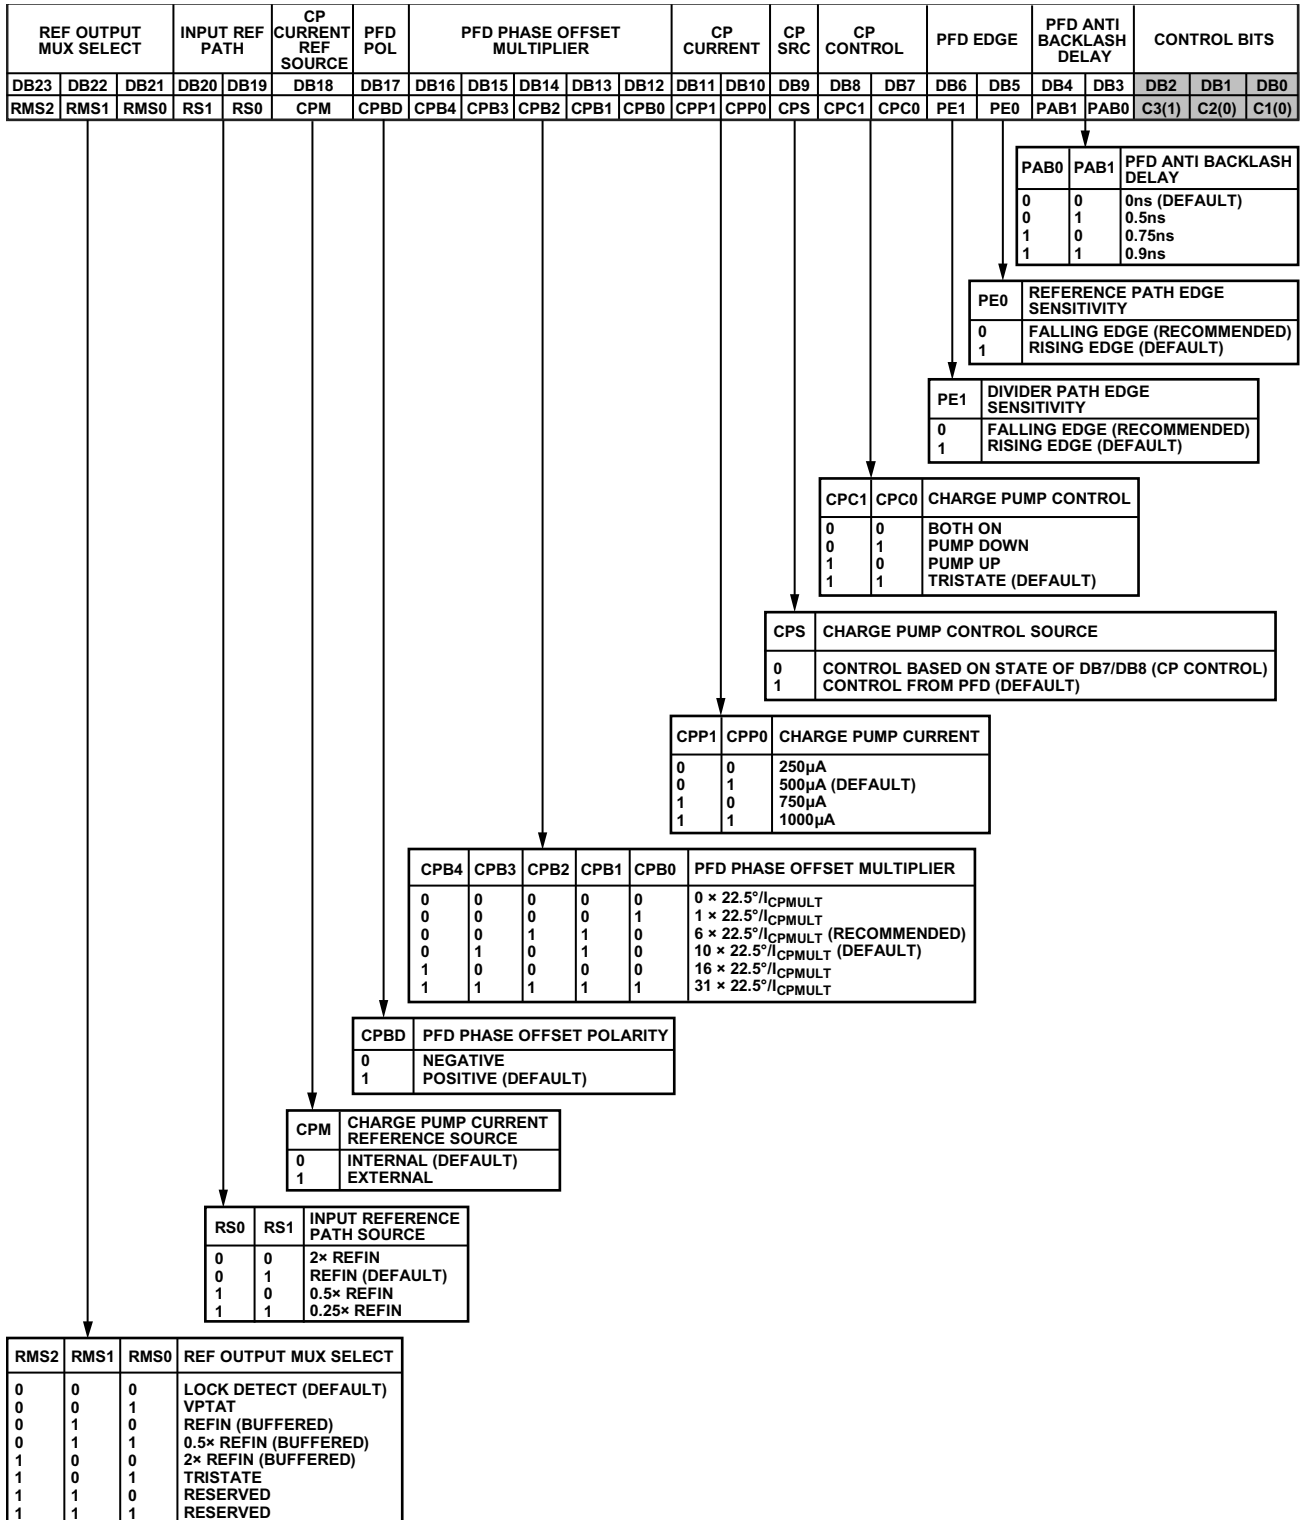 REF OUTPUT MUX SELECT | INPUT REF PATH | CP CURRENT REF SOURCE | PFD POL | PFD PHASE OFFSET MULTIPLIER | CP CURRENT | CP SRC | CP CONTROL | PFD EDGE | PFD ANTI BACKLASH DELAY | CONTROL BITS
DB23 DB22 DB21 DB20 DB19 DB18 DB17 DB16 DB15 DB14 DB13 DB12 DB11 DB10 DB9 DB8 DB7 DB6 DB5 DB4 DB3 DB2 DB1 DB0
RMS2 RMS1 RMS0 RS1 RS0 CPM CPBD CPB4 CPB3 CPB2 CPB1 CPB0 CPP1 CPP0 CPS CPC1 CPC0 PE1 PE0 PAB1 PAB0 C3(1) C2(0) C1(0)
PAB0 PAB1 PFD ANTI BACKLASH DELAY
0 0 0ns (DEFAULT)
0 1 0.5ns
1 0 0.75ns
1 1 0.9ns
PE0 REFERENCE PATH EDGE SENSITIVITY
0 FALLING EDGE (RECOMMENDED)
1 RISING EDGE (DEFAULT)
PE1 DIVIDER PATH EDGE SENSITIVITY
0 FALLING EDGE (RECOMMENDED)
1 RISING EDGE (DEFAULT)
CPC1 CPC0 CHARGE PUMP CONTROL
0 0 BOTH ON
0 1 PUMP DOWN
1 0 PUMP UP
1 1 TRISTATE (DEFAULT)
CPS CHARGE PUMP CONTROL SOURCE
0 CONTROL BASED ON STATE OF DB7/DB8 (CP CONTROL)
1 CONTROL FROM PFD (DEFAULT)
CPP1 CPP0 CHARGE PUMP CURRENT
0 0 250µA
0 1 500µA (DEFAULT)
1 0 750µA
1 1 1000µA
CPB4 CPB3 CPB2 CPB1 CPB0 PFD PHASE OFFSET MULTIPLIER
0 0 0 0 0 0 × 22.5°/ICPMULT
0 0 0 0 1 1 × 22.5°/ICPMULT
0 0 1 1 0 6 × 22.5°/ICPMULT (RECOMMENDED)
0 1 0 1 0 10 × 22.5°/ICPMULT (DEFAULT)
1 0 0 0 0 16 × 22.5°/ICPMULT
1 1 1 1 1 31 × 22.5°/ICPMULT
CPBD PFD PHASE OFFSET POLARITY
0 NEGATIVE
1 POSITIVE (DEFAULT)
CPM CHARGE PUMP CURRENT REFERENCE SOURCE
0 INTERNAL (DEFAULT)
1 EXTERNAL
RS0 RS1 INPUT REFERENCE PATH SOURCE
0 0 2× REFIN
0 1 REFIN (DEFAULT)
1 0 0.5× REFIN
1 1 0.25× REFIN
RMS2 RMS1 RMS0 REF OUTPUT MUX SELECT
0 0 0 LOCK DETECT (DEFAULT)
0 0 1 VPTAT
0 1 0 REFIN (BUFFERED)
0 1 1 0.5× REFIN (BUFFERED)
1 0 0 2× REFIN (BUFFERED)
1 0 1 TRISTATE
1 1 0 RESERVED
1 1 1 RESERVED